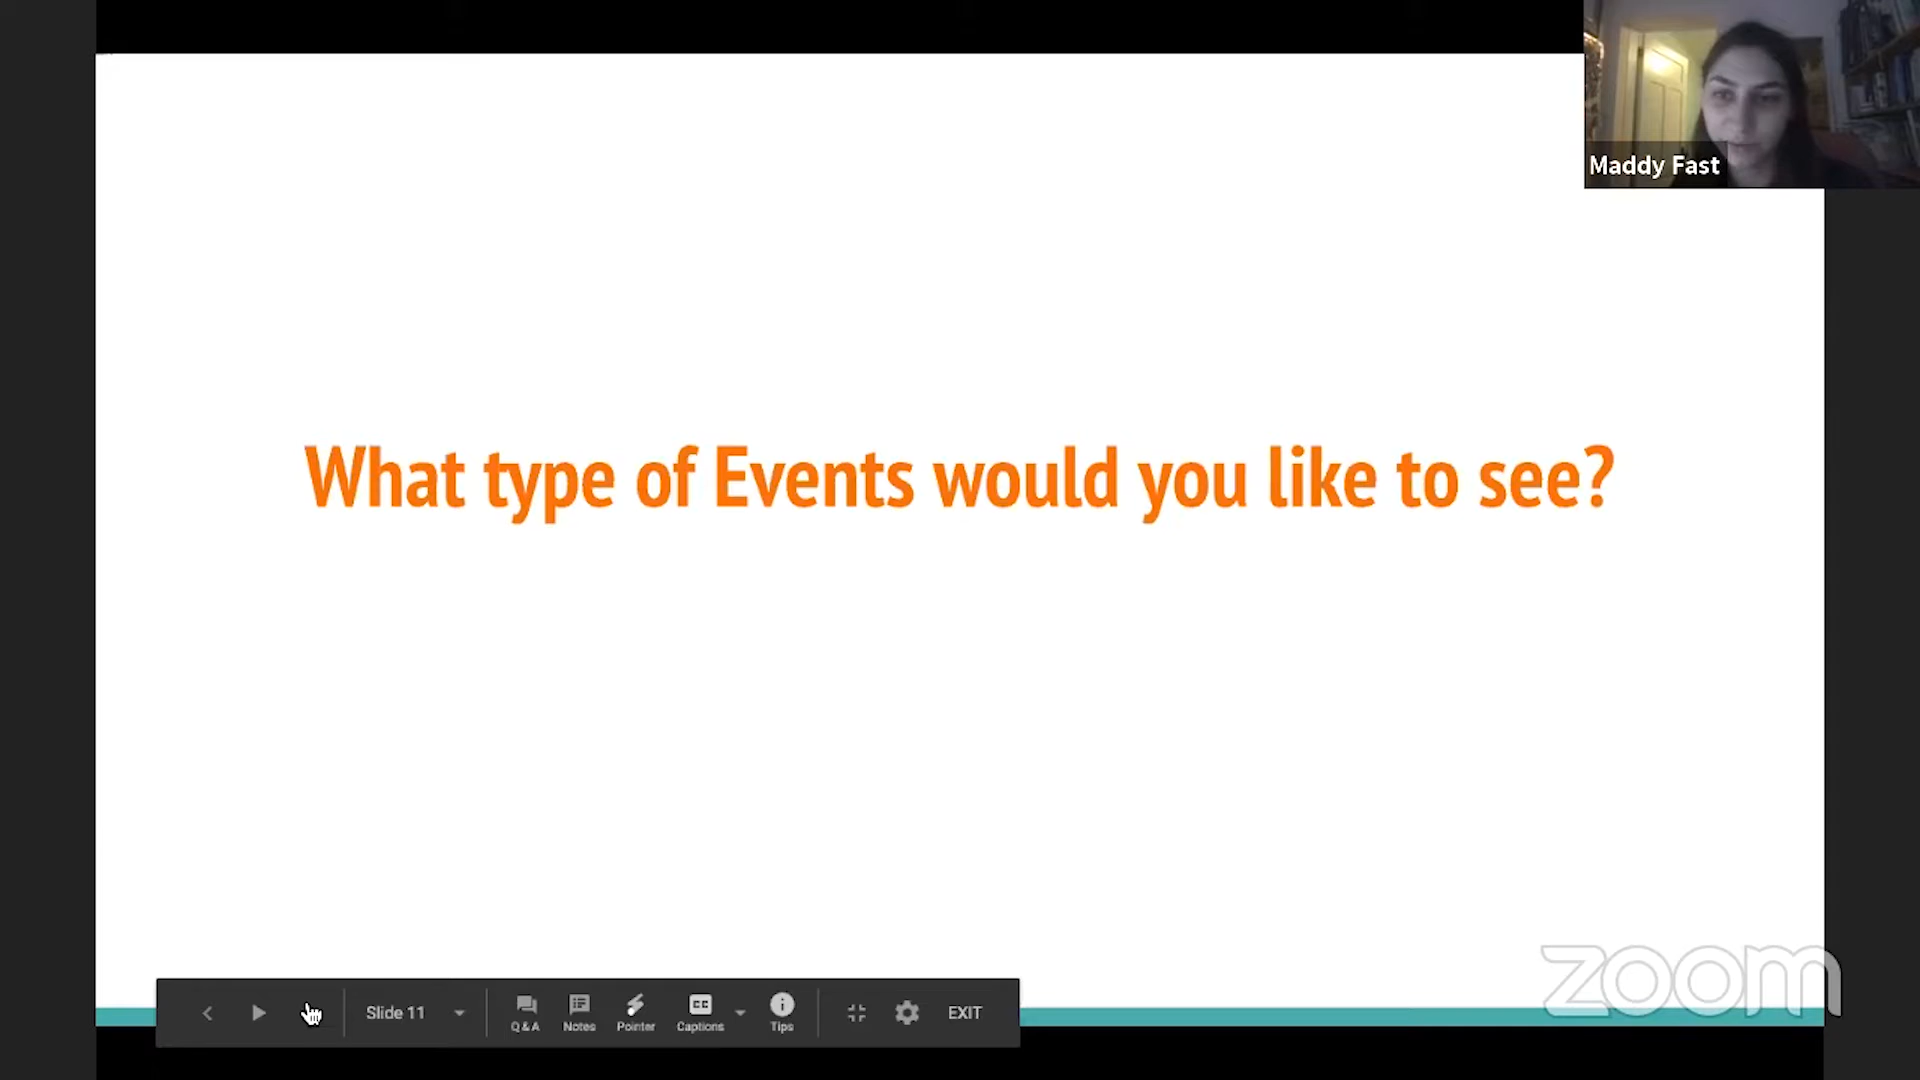 Maddy Fast
What type of Events would you like to see?
zoom
Slide 11
Q&A
Notes
Pointer
CC
Captions
Tips
EXIT